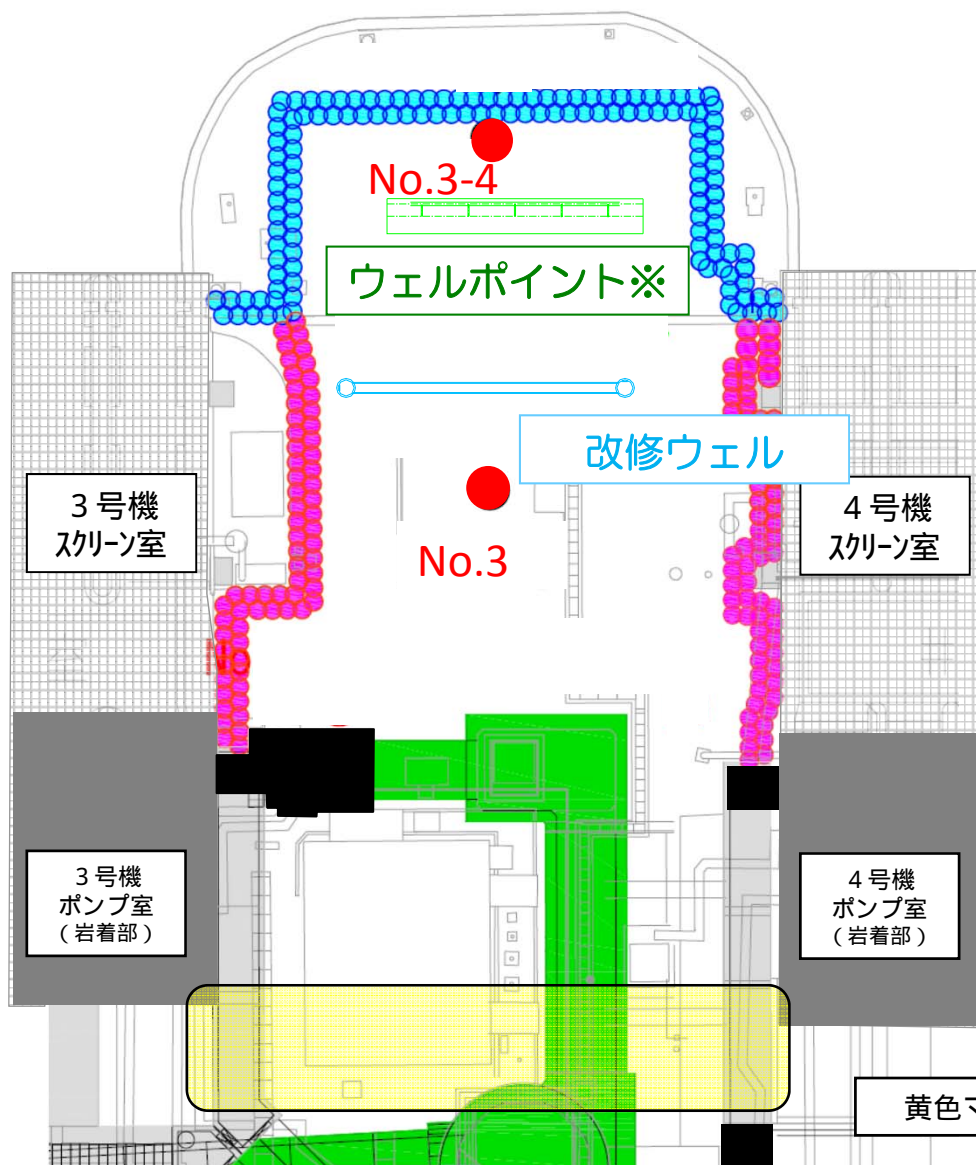 No.3-4
ウェルポイント※
改修ウェル
3号機
スクリーン室
4号機
スクリーン室
No.3
3号機
ポンプ室
(岩着部)
4号機
ポンプ室
(岩着部)
黄色